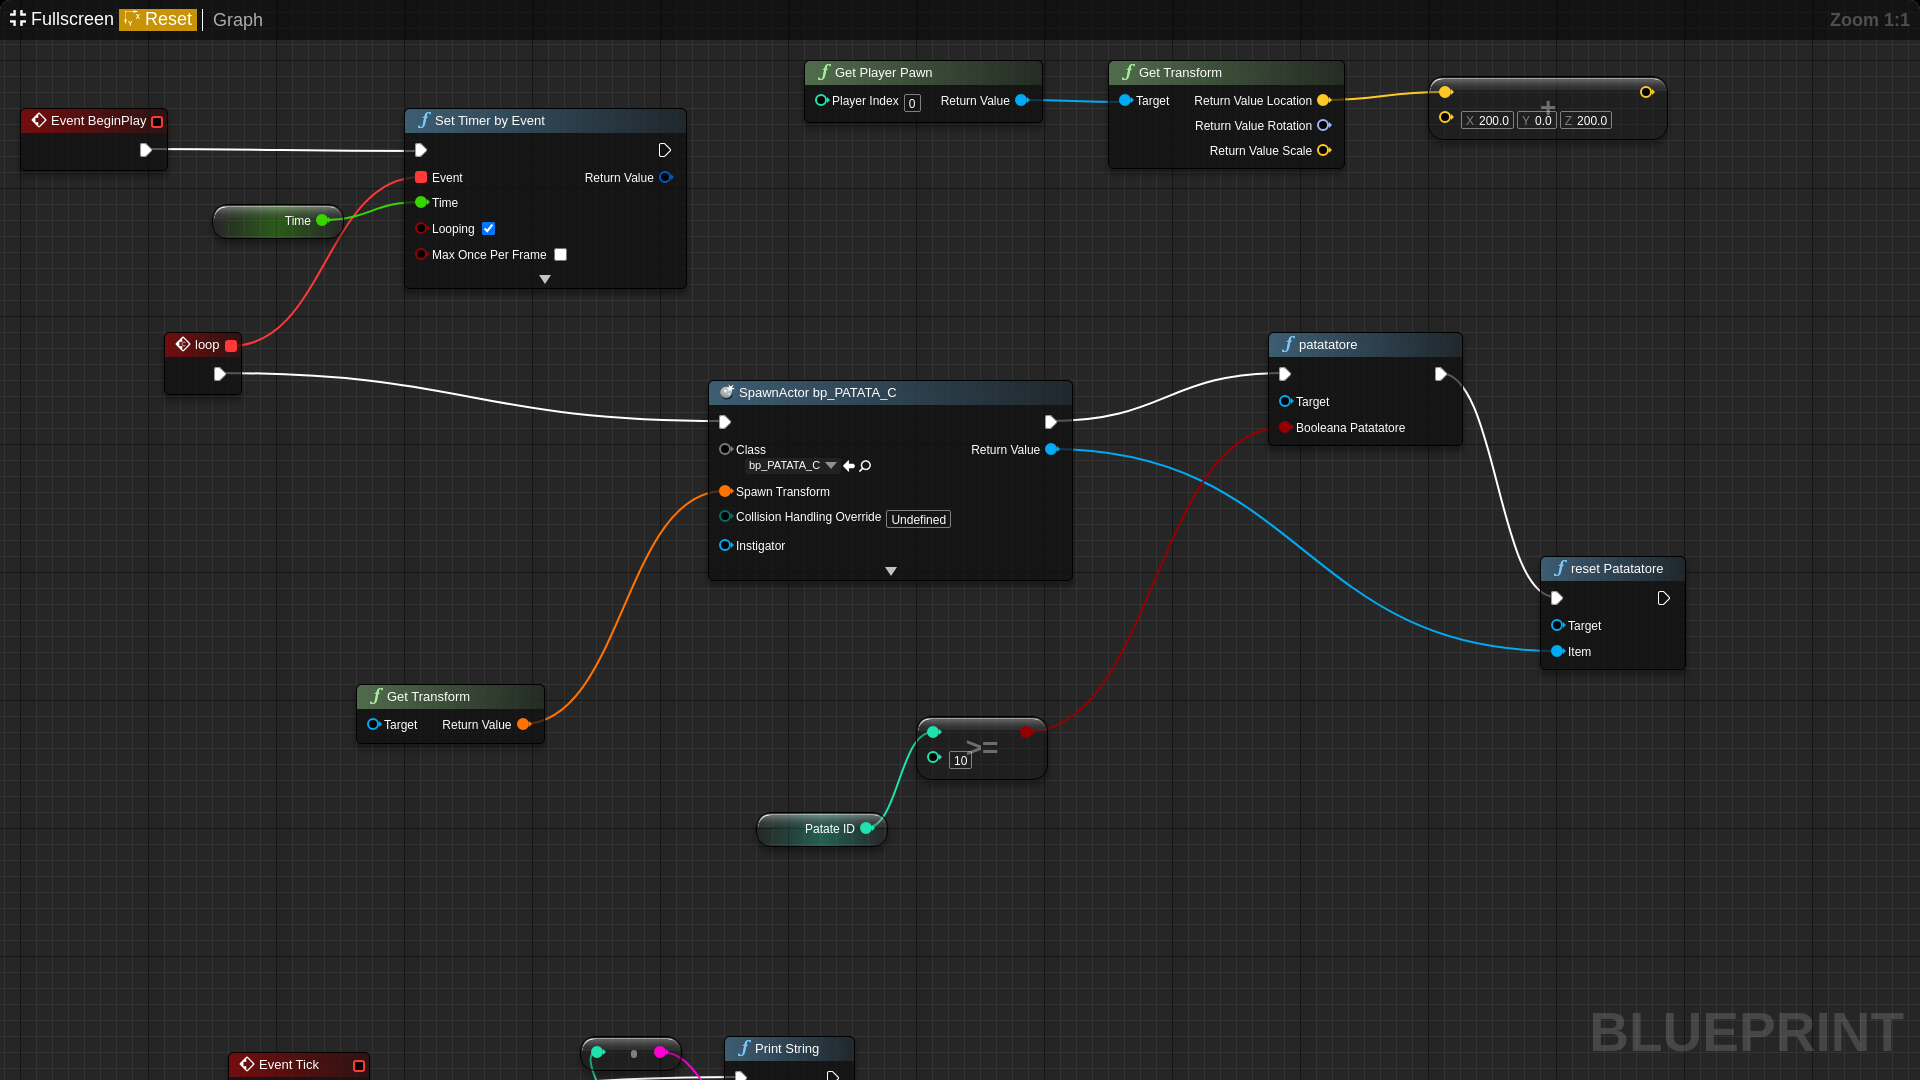 Fullscreen Reset Graph Zoom 1:1
Get Player Pawn
Player Index 0 Return Value
Get Transform
Target Return Value Location
Return Value Rotation
Return Value Scale
+
X 200.0 Y 0.0 Z 200.0
Event BeginPlay
Set Timer by Event
Event Return Value
Time
Looping
Max Once Per Frame
Time
loop
SpawnActor bp_PATATA_C
Class Return Value
bp_PATATA_C
Spawn Transform
Collision Handling Override Undefined
Instigator
patatatore
Target
Booleana Patatatore
reset Patatatore
Target
Item
Get Transform
Target Return Value
>=
10
Patate ID
Event Tick
Print String
BLUEPRINT